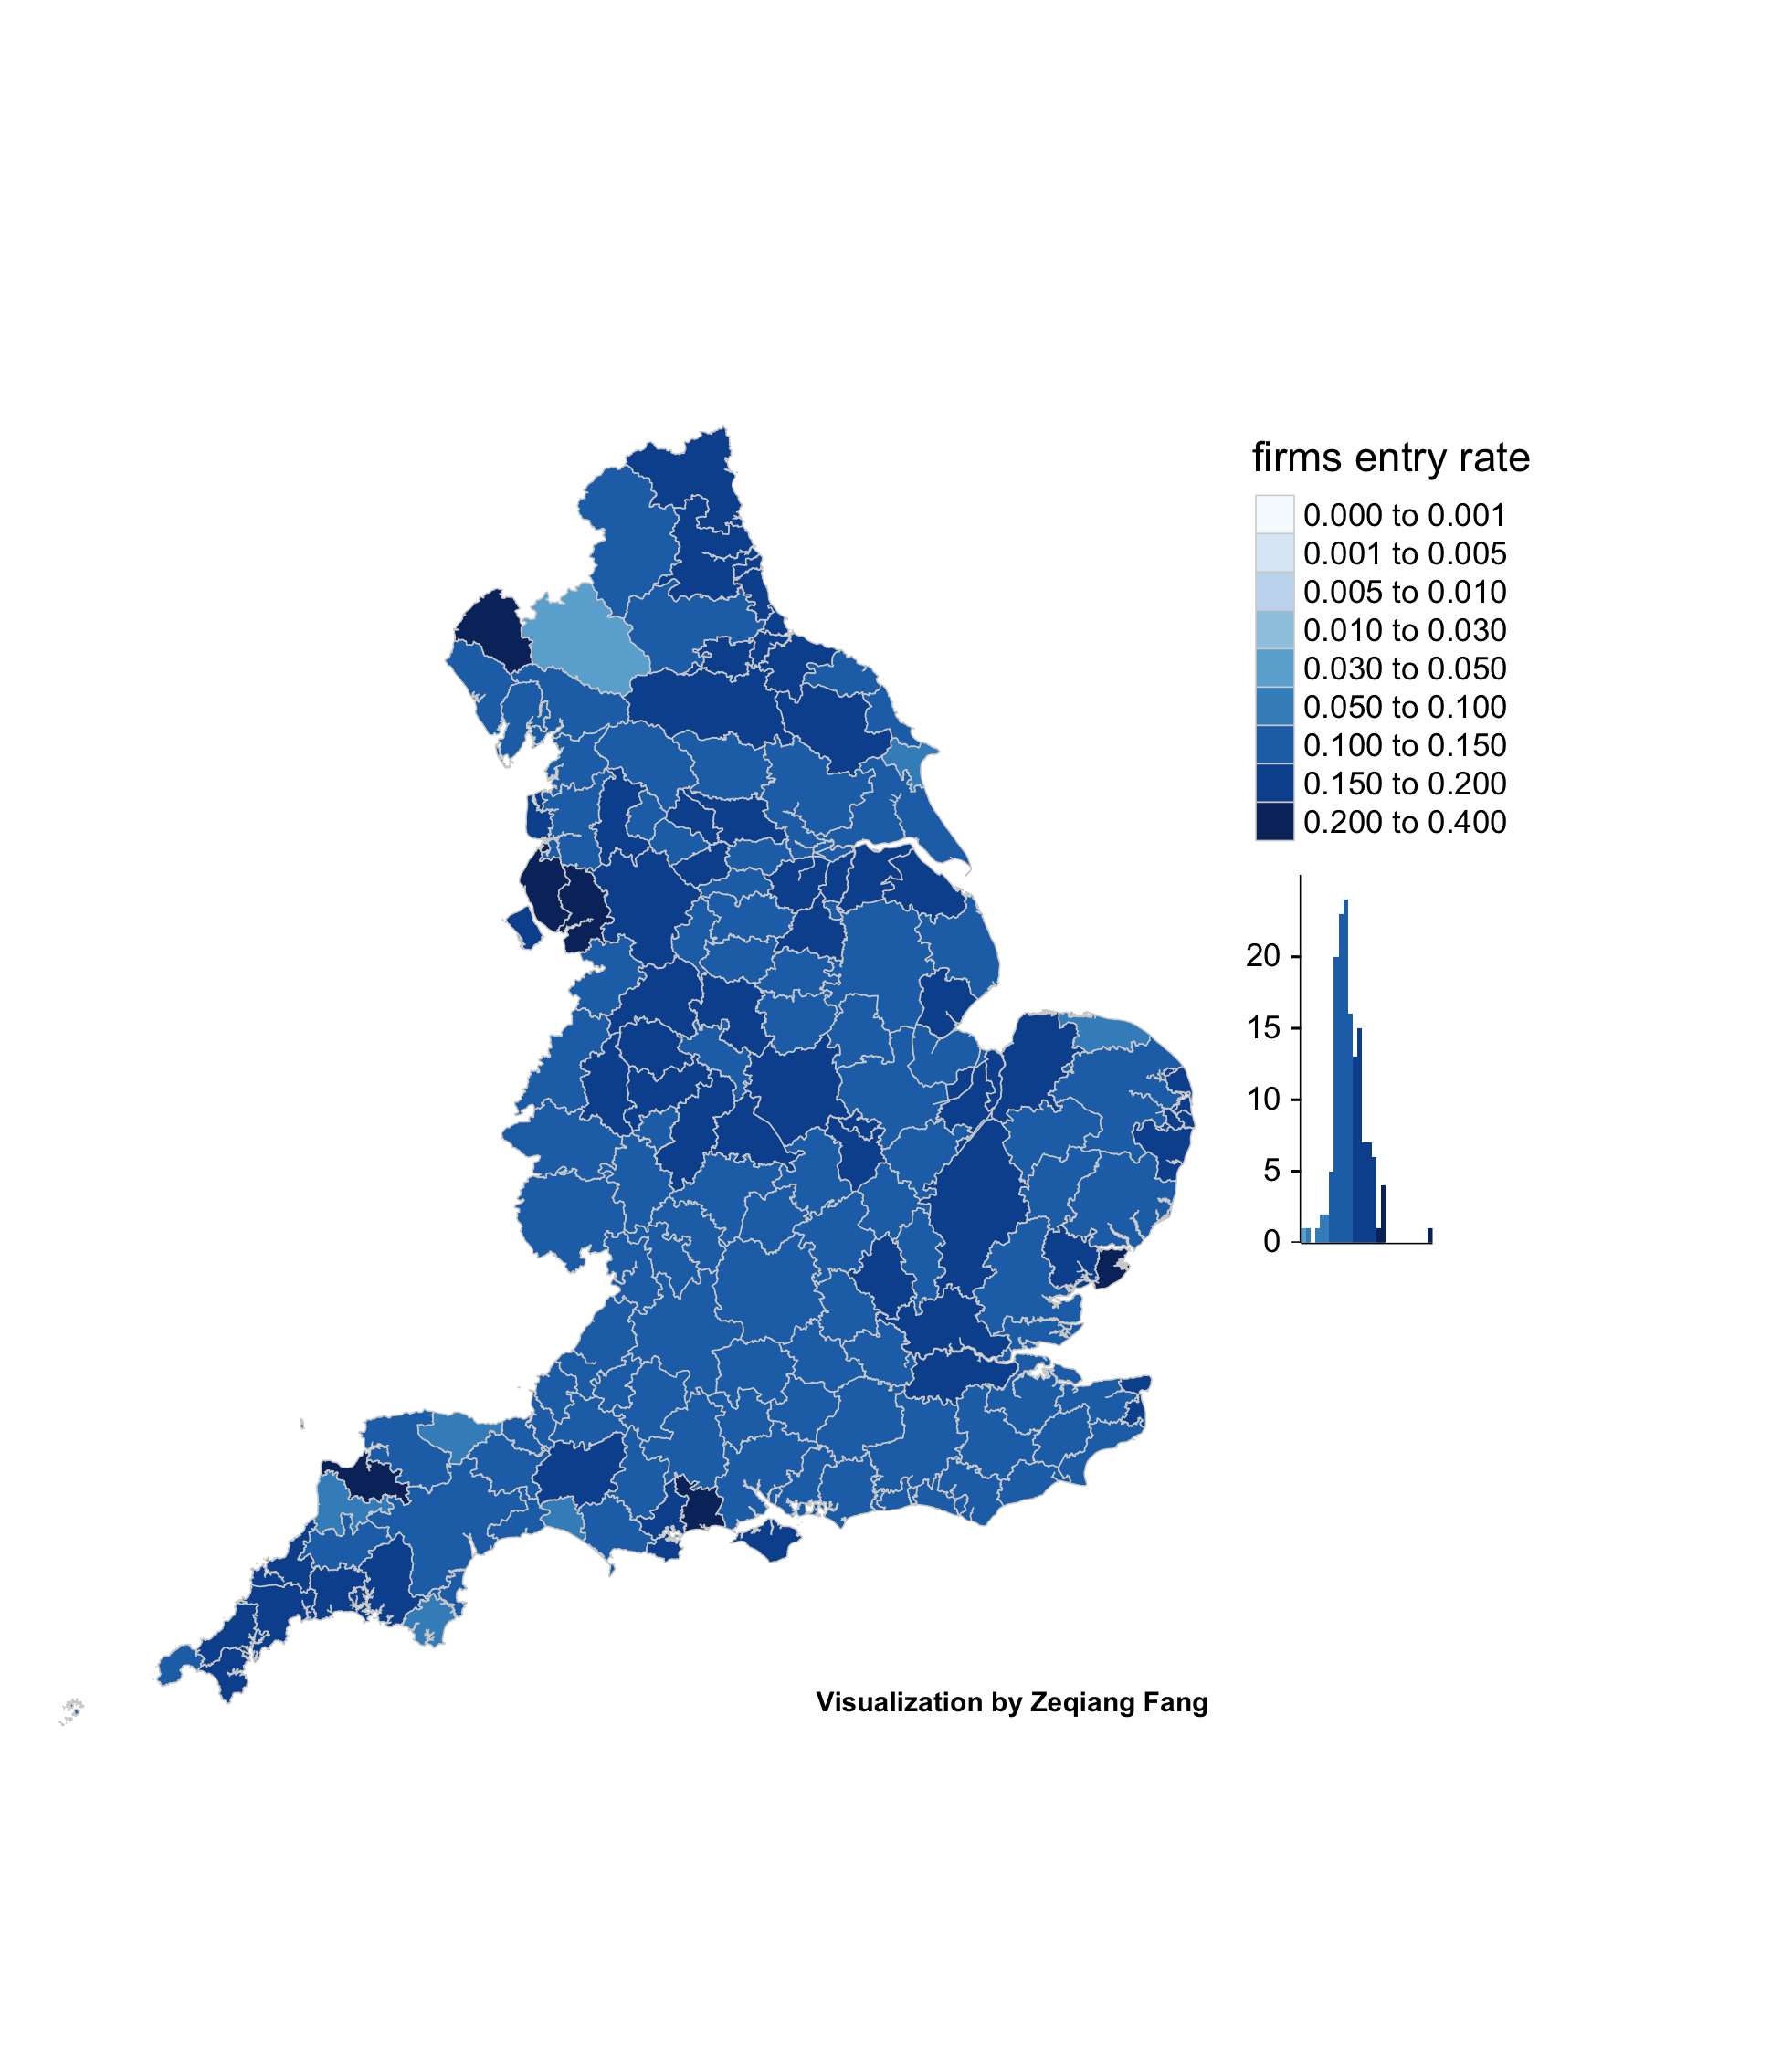 firms entry rate
0.000 to 0.001
0.001 to 0.005
0.005 to 0.010
0.010 to 0.030
0.030 to 0.050
0.050 to 0.100
0.100 to 0.150
0.150 to 0.200
0.200 to 0.400
20
15
10
5
0
Visualization by Zeqiang Fang